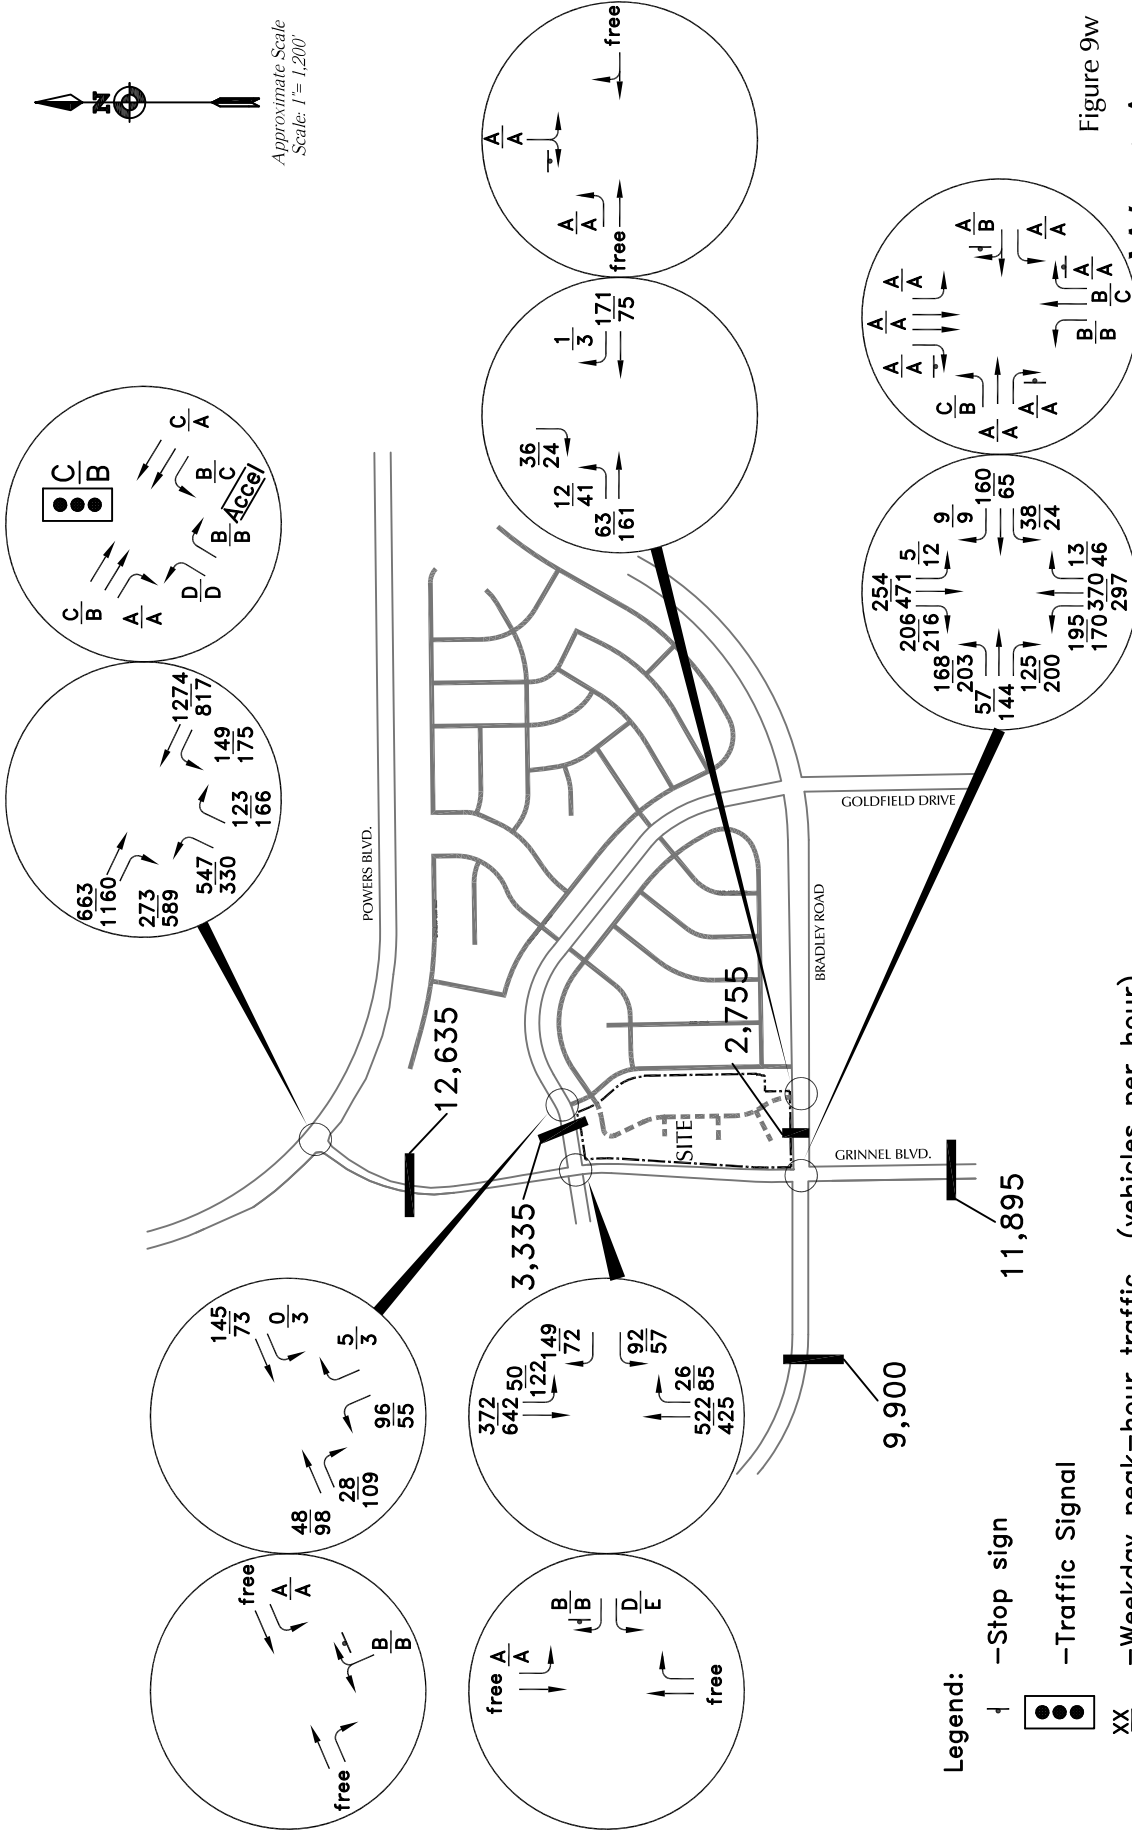 Approximate Scale
Scale: 1"= 1,200'
N
Figure 9w
C
B
C
B
A
A
D
D
B
B
Accel
B
C
C
A
663
1160
273
589
547
330
123
166
149
175
1274
817
POWERS BLVD.
12,635
A
A
free
A
A
free
36
24
12
41
63
161
1
3
171
75
A
A
A
A
A
A
C
B
A
A
A
A
B
B
B
C
A
A
A
A
A
B
254
471
206
216
168
203
57
144
125
200
195
170
370
297
13
46
38
24
160
65
9
9
5
12
GOLDFIELD DRIVE
BRADLEY ROAD
2,755
SITE
GRINNEL BLVD.
3,335
11,895
9,900
145
73
0
3
5
3
96
55
28
109
48
98
free
A
A
B
B
free
372
642
50
122
149
72
92
57
26
85
522
425
free
A
A
B
B
D
E
free
Legend:
-Stop sign
-Traffic Signal
XX
-Weekday peak-hour traffic (vehicles per hour)